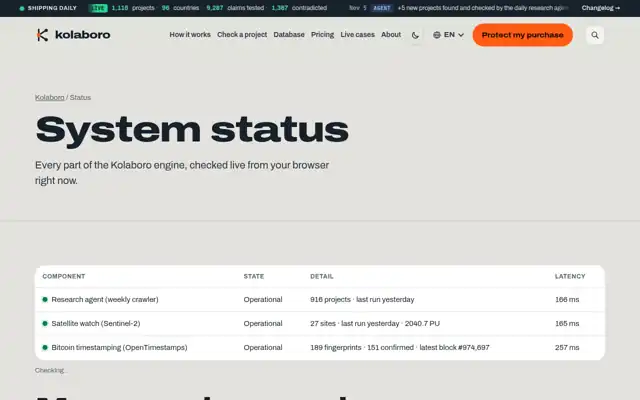 SHIPPING DAILY LIVE 1,116 projects · 96 countries 9,287 claims tested · 1,387 contradicted Nov 5 AGENT +5 new projects found and checked by the daily research agent Changelog →
kolaboro How it works Check a project Database Pricing Live cases About EN Protect my purchase
Kolaboro / Status
System status
Every part of the Kolaboro engine, checked live from your browser
right now.
COMPONENT STATE DETAIL LATENCY
Research agent (weekly crawler) Operational 916 projects · last run yesterday 166 ms
Satellite watch (Sentinel-2) Operational 27 sites · last run yesterday · 2040.7 PU 165 ms
Bitcoin timestamping (OpenTimestamps) Operational 189 fingerprints · 151 confirmed · latest block #974,697 257 ms
Checking…